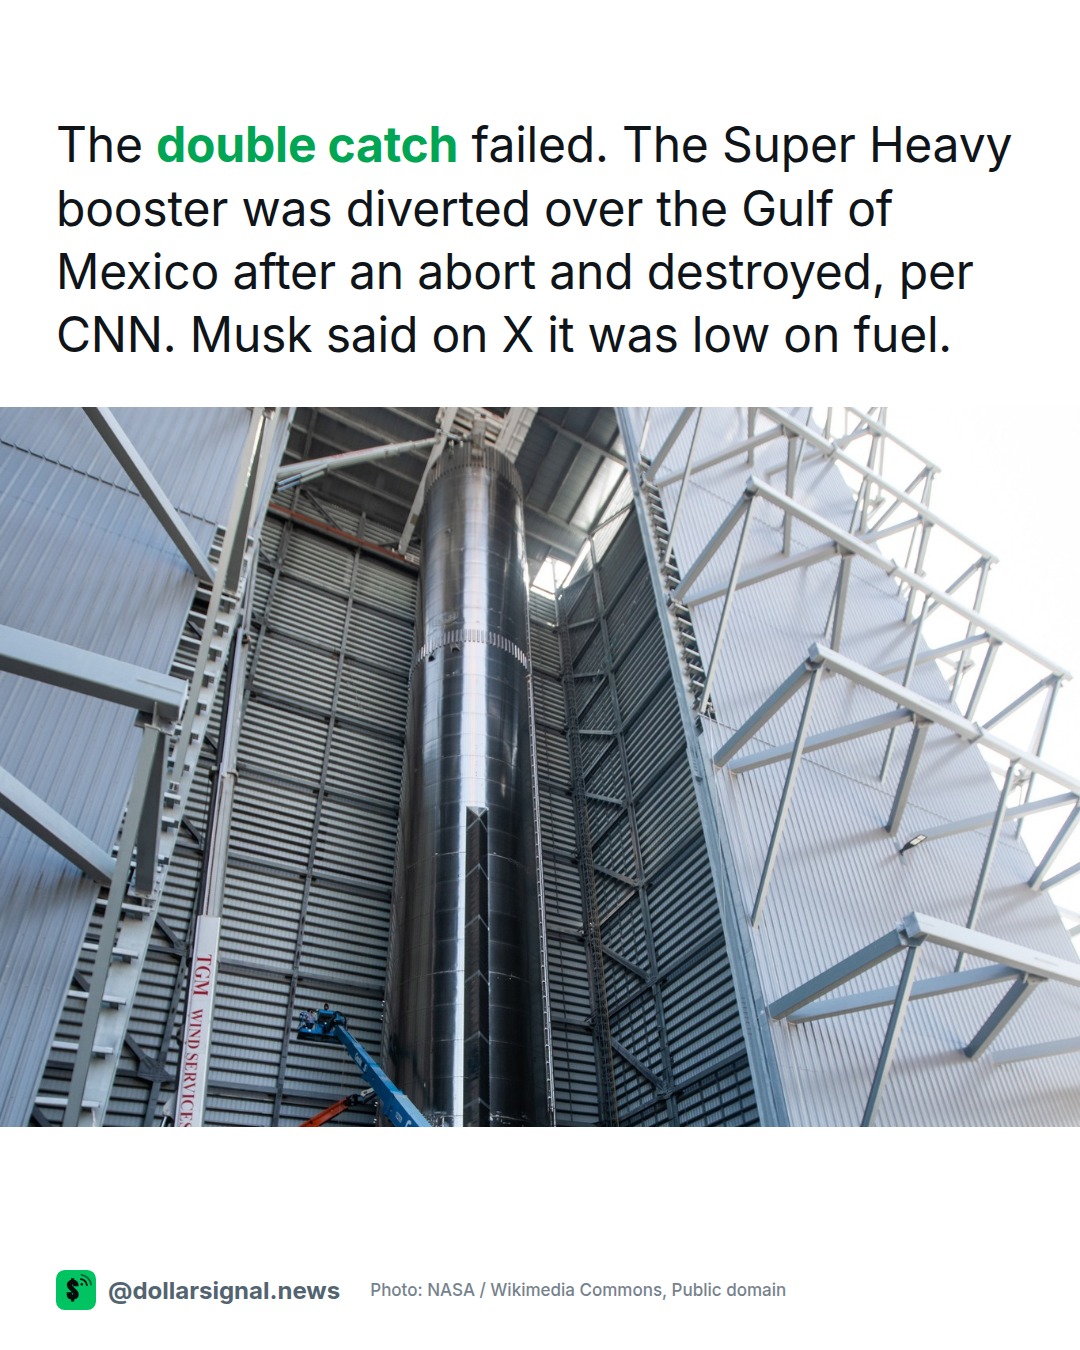 The double catch failed. The Super Heavy
booster was diverted over the Gulf of
Mexico after an abort and destroyed, per
CNN. Musk said on X it was low on fuel.
TGM WIND SERVICES
@dollarsignal.news
Photo: NASA / Wikimedia Commons, Public domain